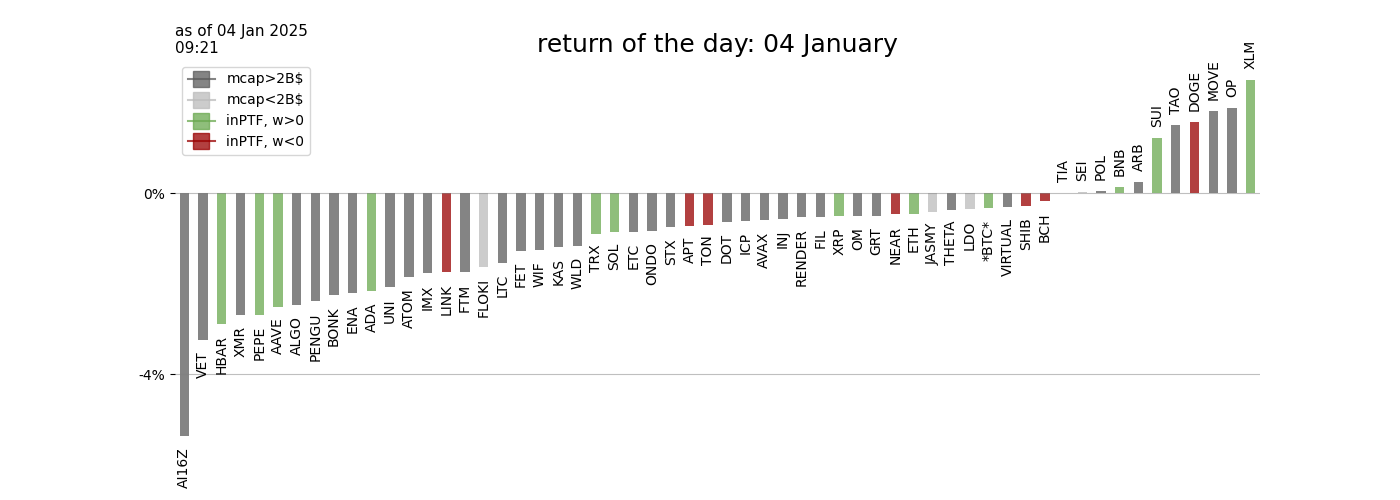 as of 04 Jan 2025
09:21
return of the day: 04 January
mcap>2B$
mcap<2B$
inPTF, w>0
inPTF, w<0
0%
-4%
AI16Z
VET
HBAR
XMR
PEPE
AAVE
ALGO
PENGU
BONK
ENA
ADA
UNI
ATOM
IMX
LINK
FTM
FLOKI
LTC
FET
WIF
KAS
WLD
TRX
SOL
ETC
ONDO
STX
APT
TON
DOT
ICP
AVAX
INJ
RENDER
FIL
XRP
OM
GRT
NEAR
ETH
JASMY
THETA
LDO
*BTC*
VIRTUAL
SHIB
BCH
TIA
SEI
POL
BNB
ARB
SUI
TAO
DOGE
MOVE
OP
XLM